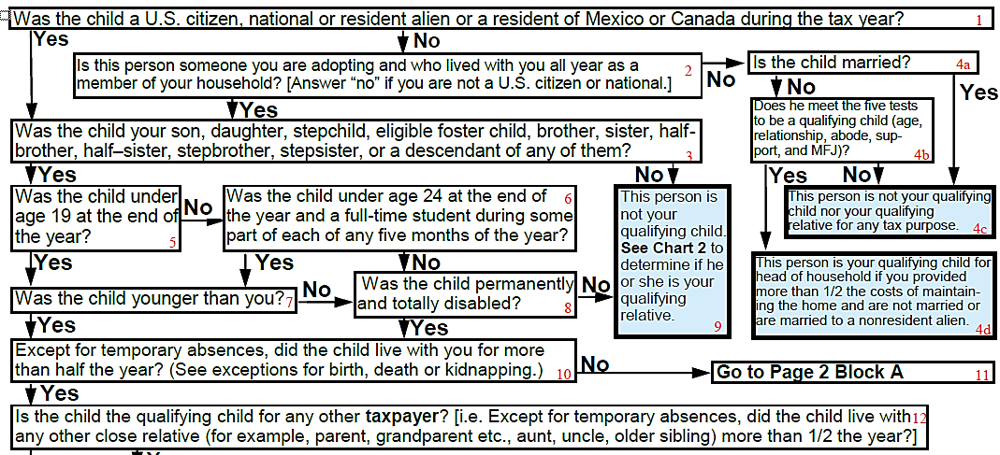 Was the child a U.S. citizen, national or resident alien or a resident of Mexico or Canada during the tax year? 1
Yes
No
Is this person someone you are adopting and who lived with you all year as a
member of your household? [Answer “no” if you are not a U.S. citizen or national.] 2
No
Is the child married? 4a
Yes
No
Yes
Does he meet the five tests
to be a qualifying child (age,
relationship, abode, sup-
port, and MFJ)? 4b
Was the child your son, daughter, stepchild, eligible foster child, brother, sister, half-
brother, half–sister, stepbrother, stepsister, or a descendant of any of them? 3
Yes
No
Yes
No
Was the child under
age 19 at the end of
the year? 5
No
Was the child under age 24 at the end of 6
the year and a full-time student during some
part of each of any five months of the year?
This person is
not your
qualifying child.
See Chart 2 to
determine if he
or she is your
qualifying
relative. 9
This person is not your qualifying
child nor your qualifying
relative for any tax purpose. 4c
Yes
Yes
No
This person is your qualifying child for
head of household if you provided
more than 1/2 the costs of maintain-
ing the home and are not married or
are married to a nonresident alien. 4d
Was the child younger than you? 7
No
Was the child permanently
and totally disabled? 8
No
Yes
Yes
Except for temporary absences, did the child live with you for more
than half the year? (See exceptions for birth, death or kidnapping.) 10
No
Go to Page 2 Block A 11
Yes
Is the child the qualifying child for any other taxpayer? [i.e. Except for temporary absences, did the child live with 12
any other close relative (for example, parent, grandparent etc., aunt, uncle, older sibling) more than 1/2 the year?]